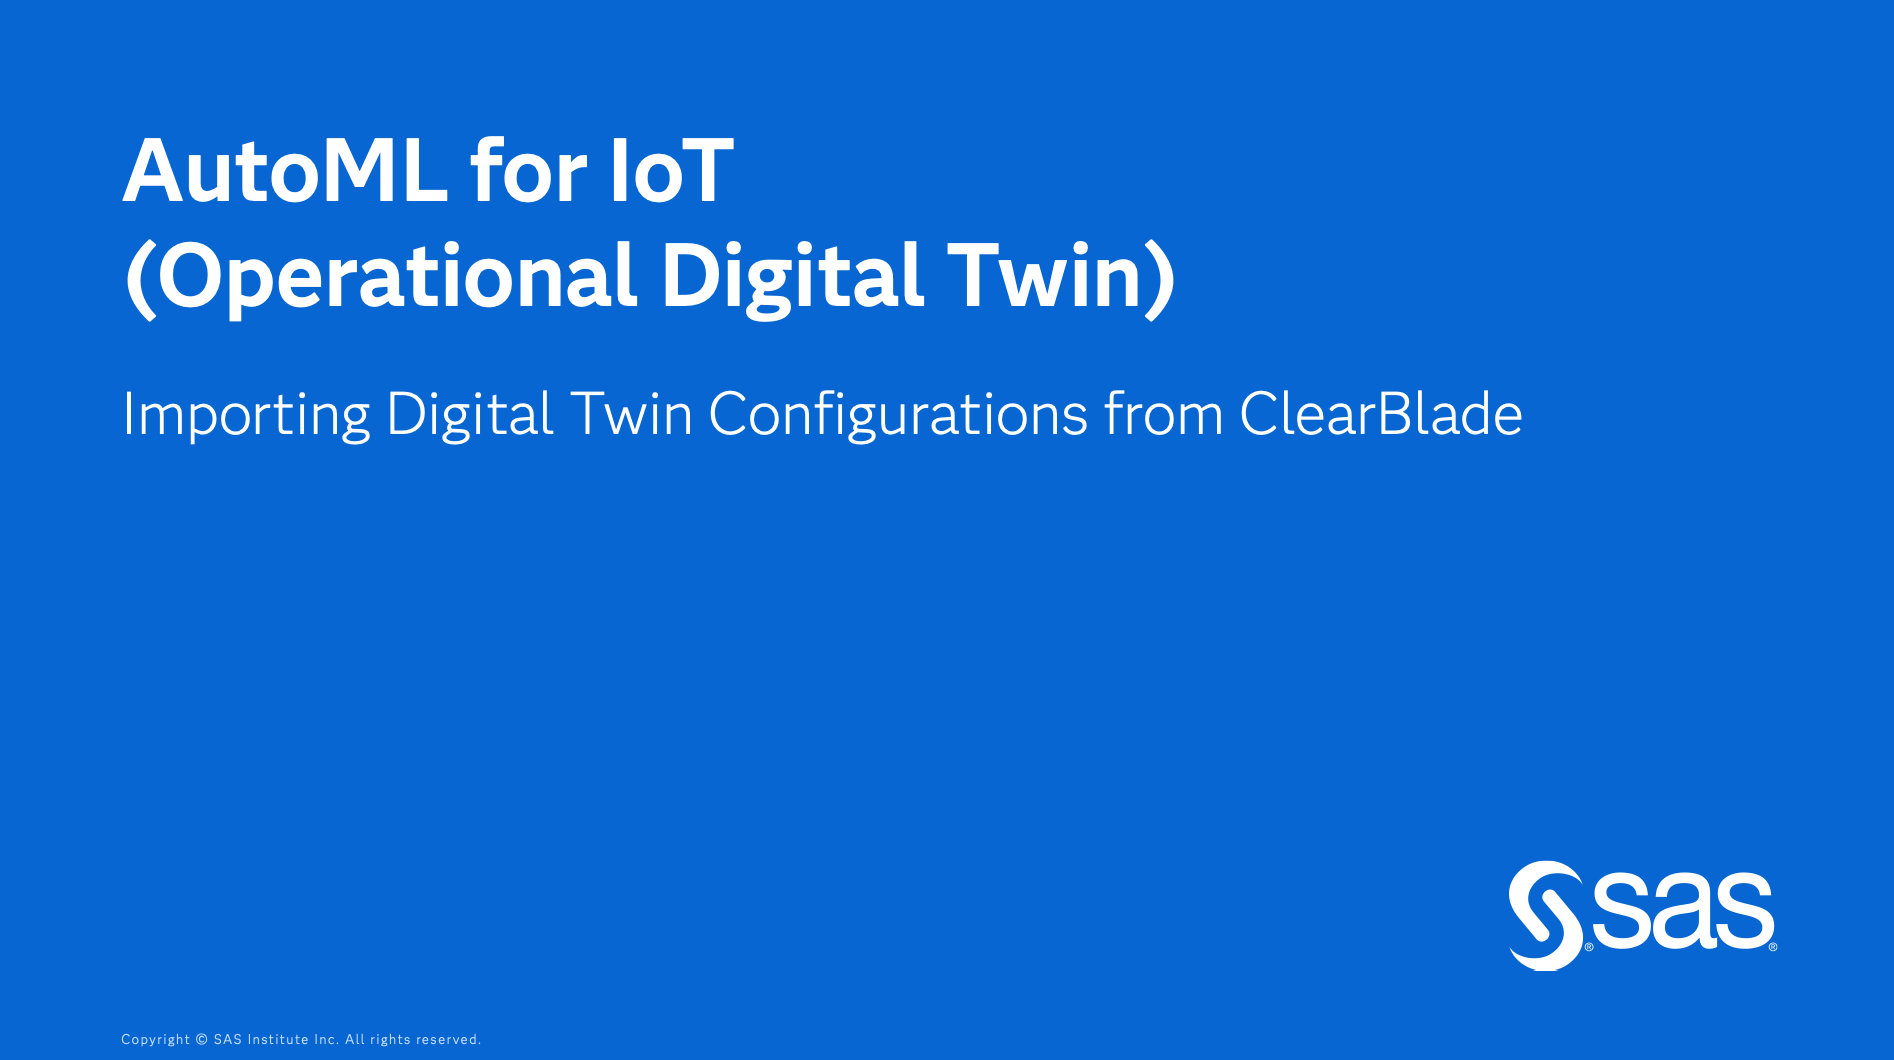 AutoML for IoT
(Operational Digital Twin)
Importing Digital Twin Configurations from ClearBlade
sas
Copyright © SAS Institute Inc. All rights reserved.